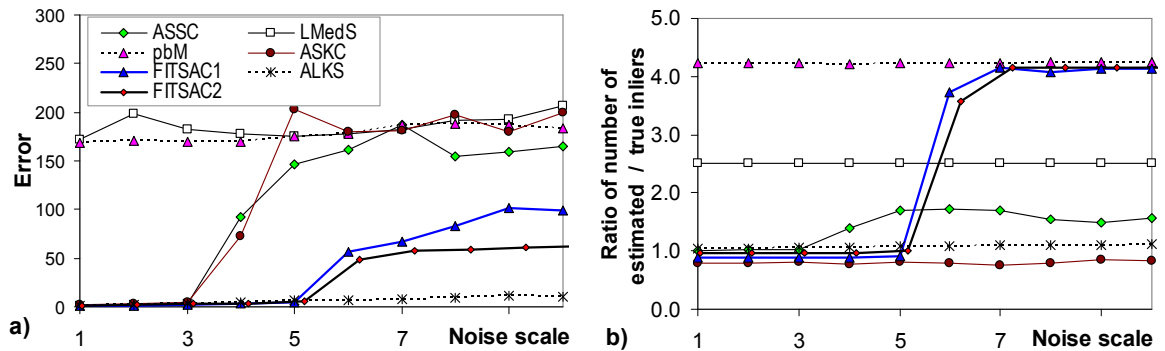 300
250
200
150
100
50
0
Error
ASSC
LMedS
pbM
ASKC
FITSAC1
ALKS
FITSAC2
1
3
5
7
Noise scale
a)
5.0
4.0
3.0
2.0
1.0
0.0
Ratio of number of
estimated / true inliers
1
3
5
7
Noise scale
b)